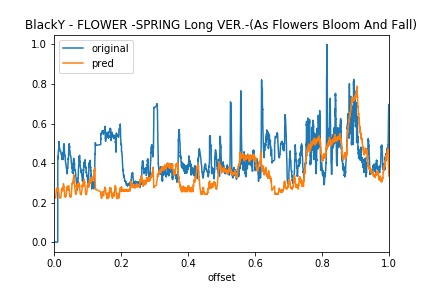 BlackY - FLOWER -SPRING Long VER.-(As Flowers Bloom And Fall)
original
pred
1.0
0.8
0.6
0.4
0.2
0.0
0.0 0.2 0.4 0.6 0.8 1.0
offset